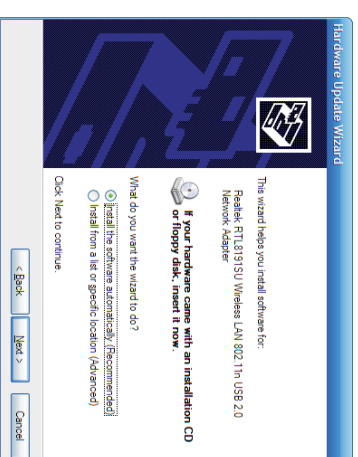 Hardware Update Wizard
This wizard helps you install software for:
Realtek RTL8191SU Wireless LAN 802.11n USB 2.0
Network Adapter
If your hardware came with an installation CD
or floppy disk, insert it now.
What do you want the wizard to do?
Install the software automatically (Recommended)
Install from a list or specific location (Advanced)
Click Next to continue.
< Back
Next >
Cancel